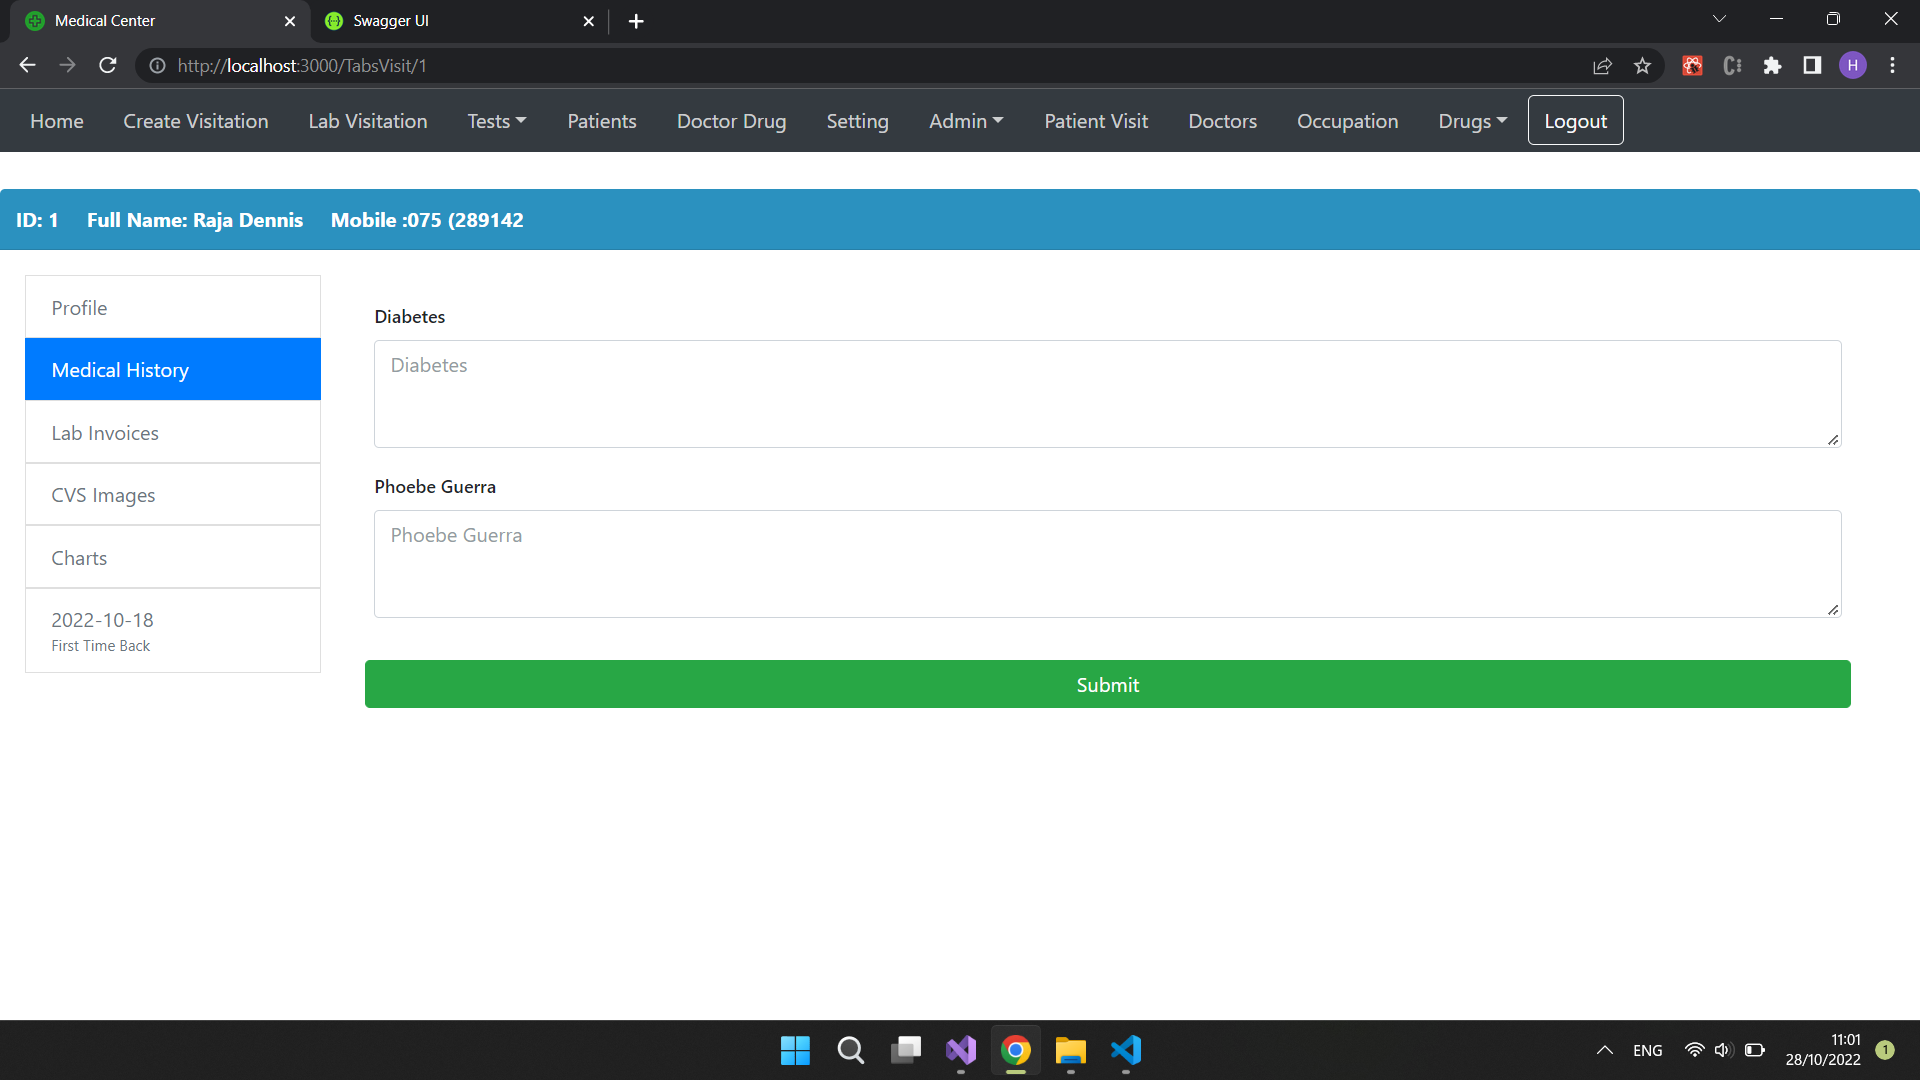 Medical Center
Swagger UI
http://localhost:3000/TabsVisit/1
H
Home Create Visitation Lab Visitation Tests Patients Doctor Drug Setting Admin Patient Visit Doctors Occupation Drugs Logout
ID: 1 Full Name: Raja Dennis Mobile :075 (289142
Profile
Medical History
Lab Invoices
CVS Images
Charts
2022-10-18
First Time Back
Diabetes
Diabetes
Phoebe Guerra
Phoebe Guerra
Submit
ENG
11:01
28/10/2022
1